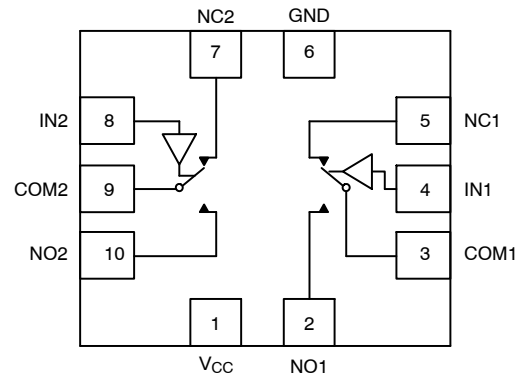 NC2 GND
7 6
IN2 8 5 NC1
COM2 9 4 IN1
NO2 10 3 COM1
1 2
VCC NO1